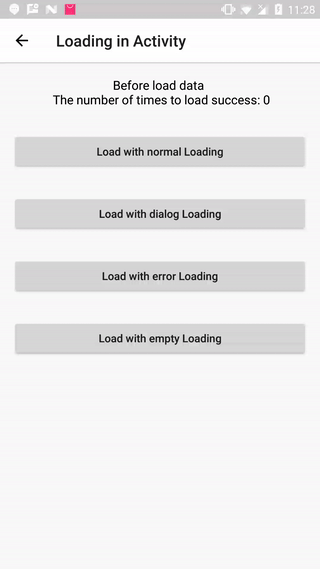 11:28
Loading in Activity
Before load data
The number of times to load success: 0
Load with normal Loading
Load with dialog Loading
Load with error Loading
Load with empty Loading